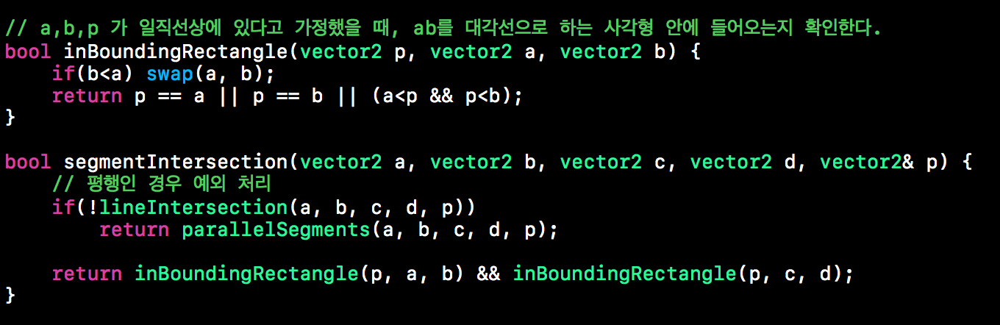 // a,b,p 가 일직선상에 있다고 가정했을 때, ab를 대각선으로 하는 사각형 안에 들어오는지 확인한다.
bool inBoundingRectangle(vector2 p, vector2 a, vector2 b) {
    if(b<a) swap(a, b);
    return p == a || p == b || (a<p && p<b);
}

bool segmentIntersection(vector2 a, vector2 b, vector2 c, vector2 d, vector2& p) {
    // 평행인 경우 예외 처리
    if(!lineIntersection(a, b, c, d, p))
        return parallelSegments(a, b, c, d, p);

    return inBoundingRectangle(p, a, b) && inBoundingRectangle(p, c, d);
}